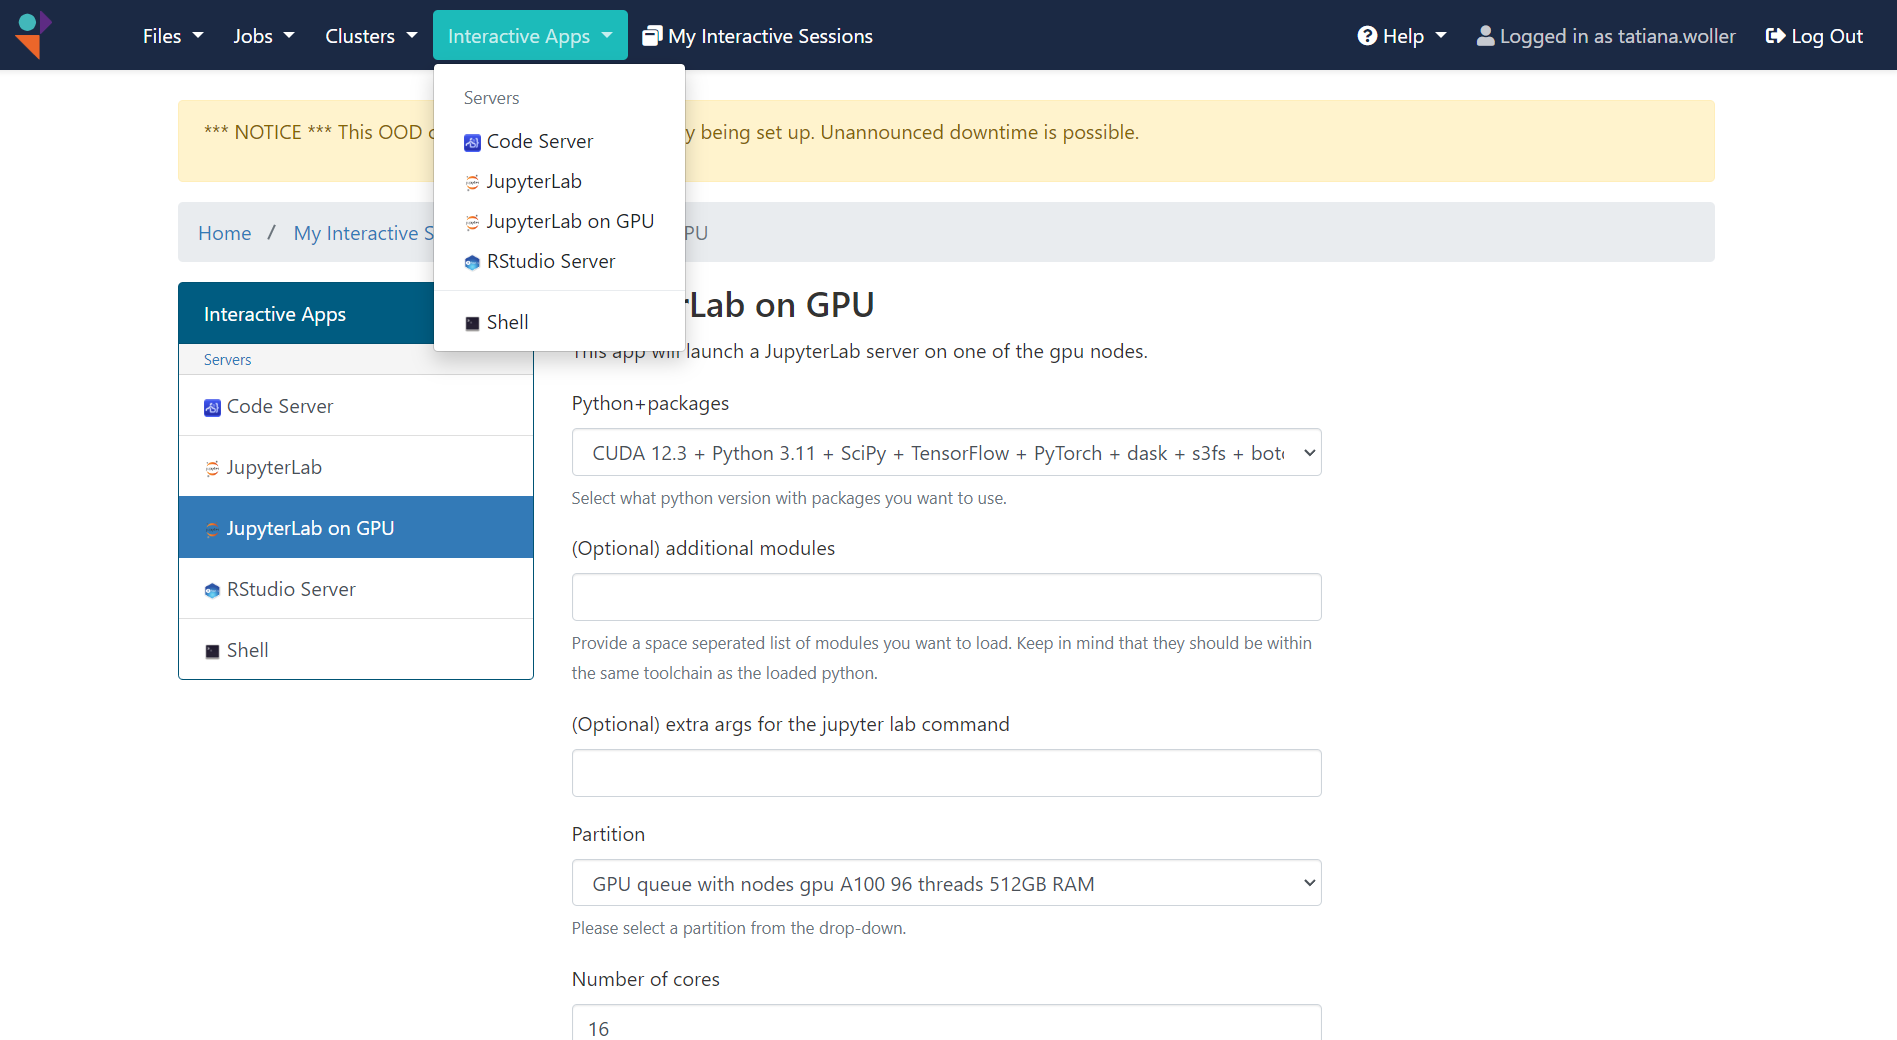 Files Jobs Clusters Interactive Apps My Interactive Sessions Help Logged in as tatiana.woller Log Out
Servers
Code Server
JupyterLab
JupyterLab on GPU
RStudio Server
Shell
*** NOTICE *** This OOD y being set up. Unannounced downtime is possible.
Home / My Interactive S PU
Interactive Apps
Servers
Code Server
JupyterLab
JupyterLab on GPU
RStudio Server
Shell
rLab on GPU
This app will launch a JupyterLab server on one of the gpu nodes.
Python+packages
CUDA 12.3 + Python 3.11 + SciPy + TensorFlow + PyTorch + dask + s3fs + boto
Select what python version with packages you want to use.
(Optional) additional modules
Provide a space seperated list of modules you want to load. Keep in mind that they should be within
the same toolchain as the loaded python.
(Optional) extra args for the jupyter lab command
Partition
GPU queue with nodes gpu A100 96 threads 512GB RAM
Please select a partition from the drop-down.
Number of cores
16